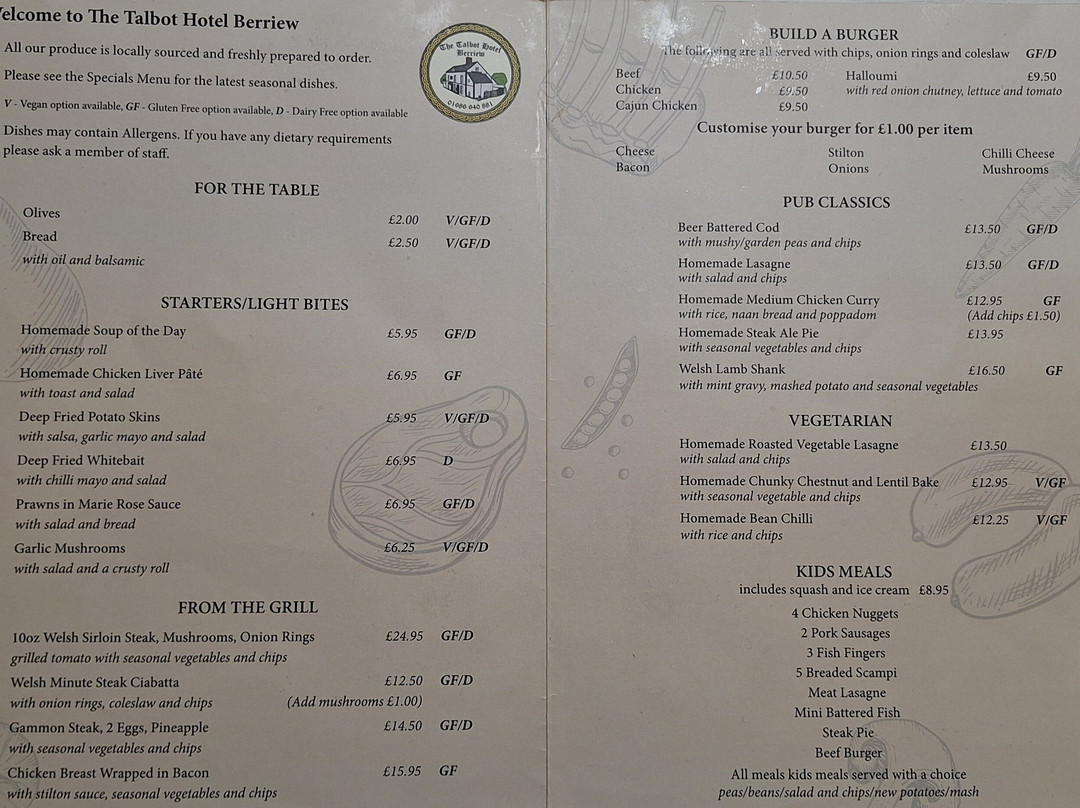 elcome to The Talbot Hotel Berriew
All our produce is locally sourced and freshly prepared to order.
Please see the Specials Menu for the latest seasonal dishes.
V - Vegan option available, GF - Gluten Free option available, D - Dairy Free option available
Dishes may contain Allergens. If you have any dietary requirements
please ask a member of staff.
The Talbot Hotel
Berriew
01686 640 881
FOR THE TABLE
Olives £2.00 V/GF/D
Bread £2.50 V/GF/D
with oil and balsamic
STARTERS/LIGHT BITES
Homemade Soup of the Day £5.95 GF/D
with crusty roll
Homemade Chicken Liver Pâté £6.95 GF
with toast and salad
Deep Fried Potato Skins £5.95 V/GF/D
with salsa, garlic mayo and salad
Deep Fried Whitebait £6.95 D
with chilli mayo and salad
Prawns in Marie Rose Sauce £6.95 GF/D
with salad and bread
Garlic Mushrooms £6.25 V/GF/D
with salad and a crusty roll
FROM THE GRILL
10oz Welsh Sirloin Steak, Mushrooms, Onion Rings £24.95 GF/D
grilled tomato with seasonal vegetables and chips
Welsh Minute Steak Ciabatta £12.50 GF/D
with onion rings, coleslaw and chips (Add mushrooms £1.00)
Gammon Steak, 2 Eggs, Pineapple £14.50 GF/D
with seasonal vegetables and chips
Chicken Breast Wrapped in Bacon £15.95 GF
with stilton sauce, seasonal vegetables and chips
BUILD A BURGER
The following are all served with chips, onion rings and coleslaw GF/D
Beef £10.50 Halloumi £9.50
Chicken £9.50 with red onion chutney, lettuce and tomato
Cajun Chicken £9.50
Customise your burger for £1.00 per item
Cheese Stilton Chilli Cheese
Bacon Onions Mushrooms
PUB CLASSICS
Beer Battered Cod £13.50 GF/D
with mushy/garden peas and chips
Homemade Lasagne £13.50 GF/D
with salad and chips
Homemade Medium Chicken Curry £12.95 GF
with rice, naan bread and poppadom (Add chips £1.50)
Homemade Steak Ale Pie £13.95
with seasonal vegetables and chips
Welsh Lamb Shank £16.50 GF
with mint gravy, mashed potato and seasonal vegetables
VEGETARIAN
Homemade Roasted Vegetable Lasagne £13.50
with salad and chips
Homemade Chunky Chestnut and Lentil Bake £12.95 V/GF
with seasonal vegetable and chips
Homemade Bean Chilli £12.25 V/GF
with rice and chips
KIDS MEALS
includes squash and ice cream £8.95
4 Chicken Nuggets
2 Pork Sausages
3 Fish Fingers
5 Breaded Scampi
Meat Lasagne
Mini Battered Fish
Steak Pie
Beef Burger
All meals kids meals served with a choice
peas/beans/salad and chips/new potatoes/mash